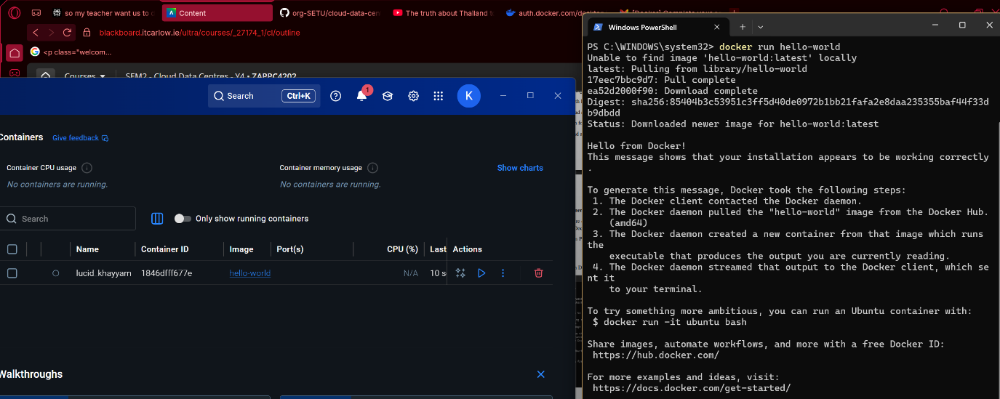 so my teacher want us to
Content
org-SETU/cloud-data-cen
The truth about Thailand t
auth.docker.com/desktop
[Docker] Complete your
blackboard.itcarlow.ie/ultra/courses/_27174_1/cl/outline
<p class="welcom...
Courses
SEM2 - Cloud Data Centres - Y4 • ZAPPC4202
Search
Ctrl+K
1
K
Containers
Give feedback
Container CPU usage
Container memory usage
Show charts
No containers are running.
No containers are running.
Search
Only show running containers
Name
Container ID
Image
Port(s)
CPU (%)
Last
Actions
lucid_khayyam
1846dfff677e
hello-world
N/A
10 s
Walkthroughs
Windows PowerShell
PS C:\WINDOWS\system32> docker run hello-world
Unable to find image 'hello-world:latest' locally
latest: Pulling from library/hello-world
17eec7bbc9d7: Pull complete
ea52d2000f90: Download complete
Digest: sha256:85404b3c53951c3ff5d40de0972b1bb21fafa2e8daa235355baf44f33d
b9dbdd
Status: Downloaded newer image for hello-world:latest
Hello from Docker!
This message shows that your installation appears to be working correctly
.
To generate this message, Docker took the following steps:
1. The Docker client contacted the Docker daemon.
2. The Docker daemon pulled the "hello-world" image from the Docker Hub.
(amd64)
3. The Docker daemon created a new container from that image which runs
the
executable that produces the output you are currently reading.
4. The Docker daemon streamed that output to the Docker client, which se
nt it
to your terminal.
To try something more ambitious, you can run an Ubuntu container with:
$ docker run -it ubuntu bash
Share images, automate workflows, and more with a free Docker ID:
https://hub.docker.com/
For more examples and ideas, visit:
https://docs.docker.com/get-started/